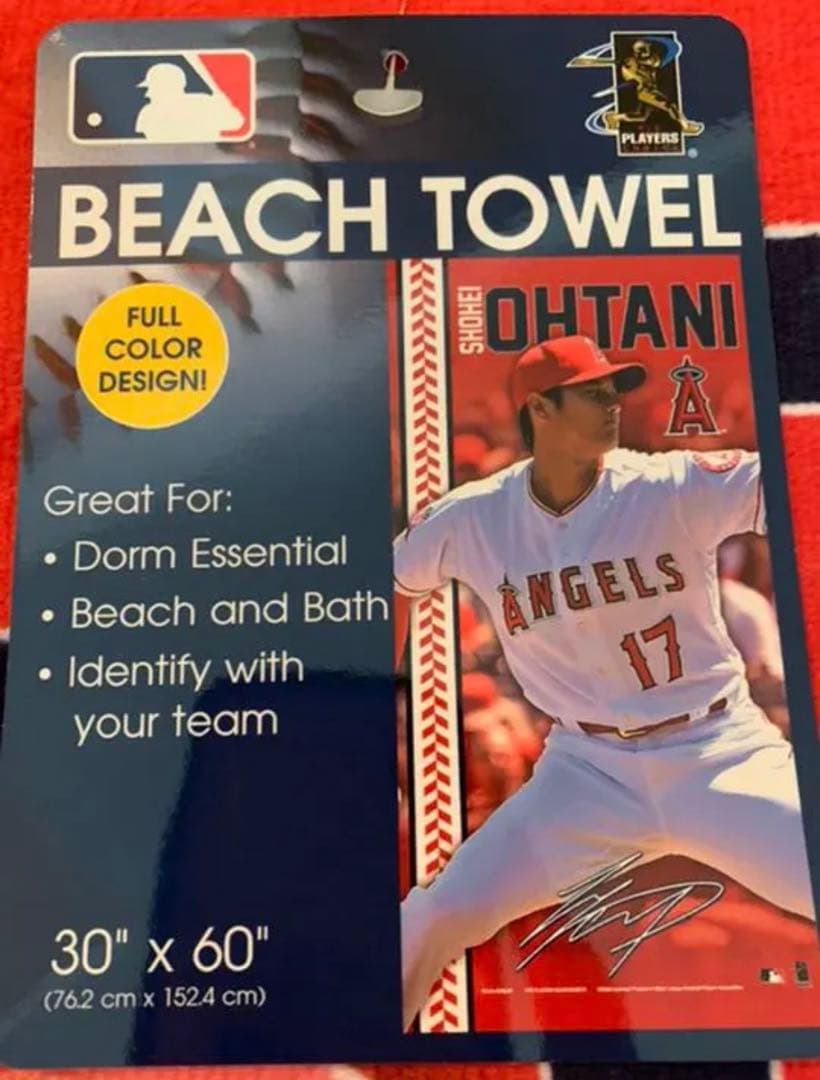 PLAYERS
BEACH TOWEL
FULL
COLOR
DESIGN!
SHOHEI
OHTANI
A
ANGELS
17
Great For:
• Dorm Essential
• Beach and Bath
• Identify with
your team
30" x 60"
(76.2 cm x 152.4 cm)